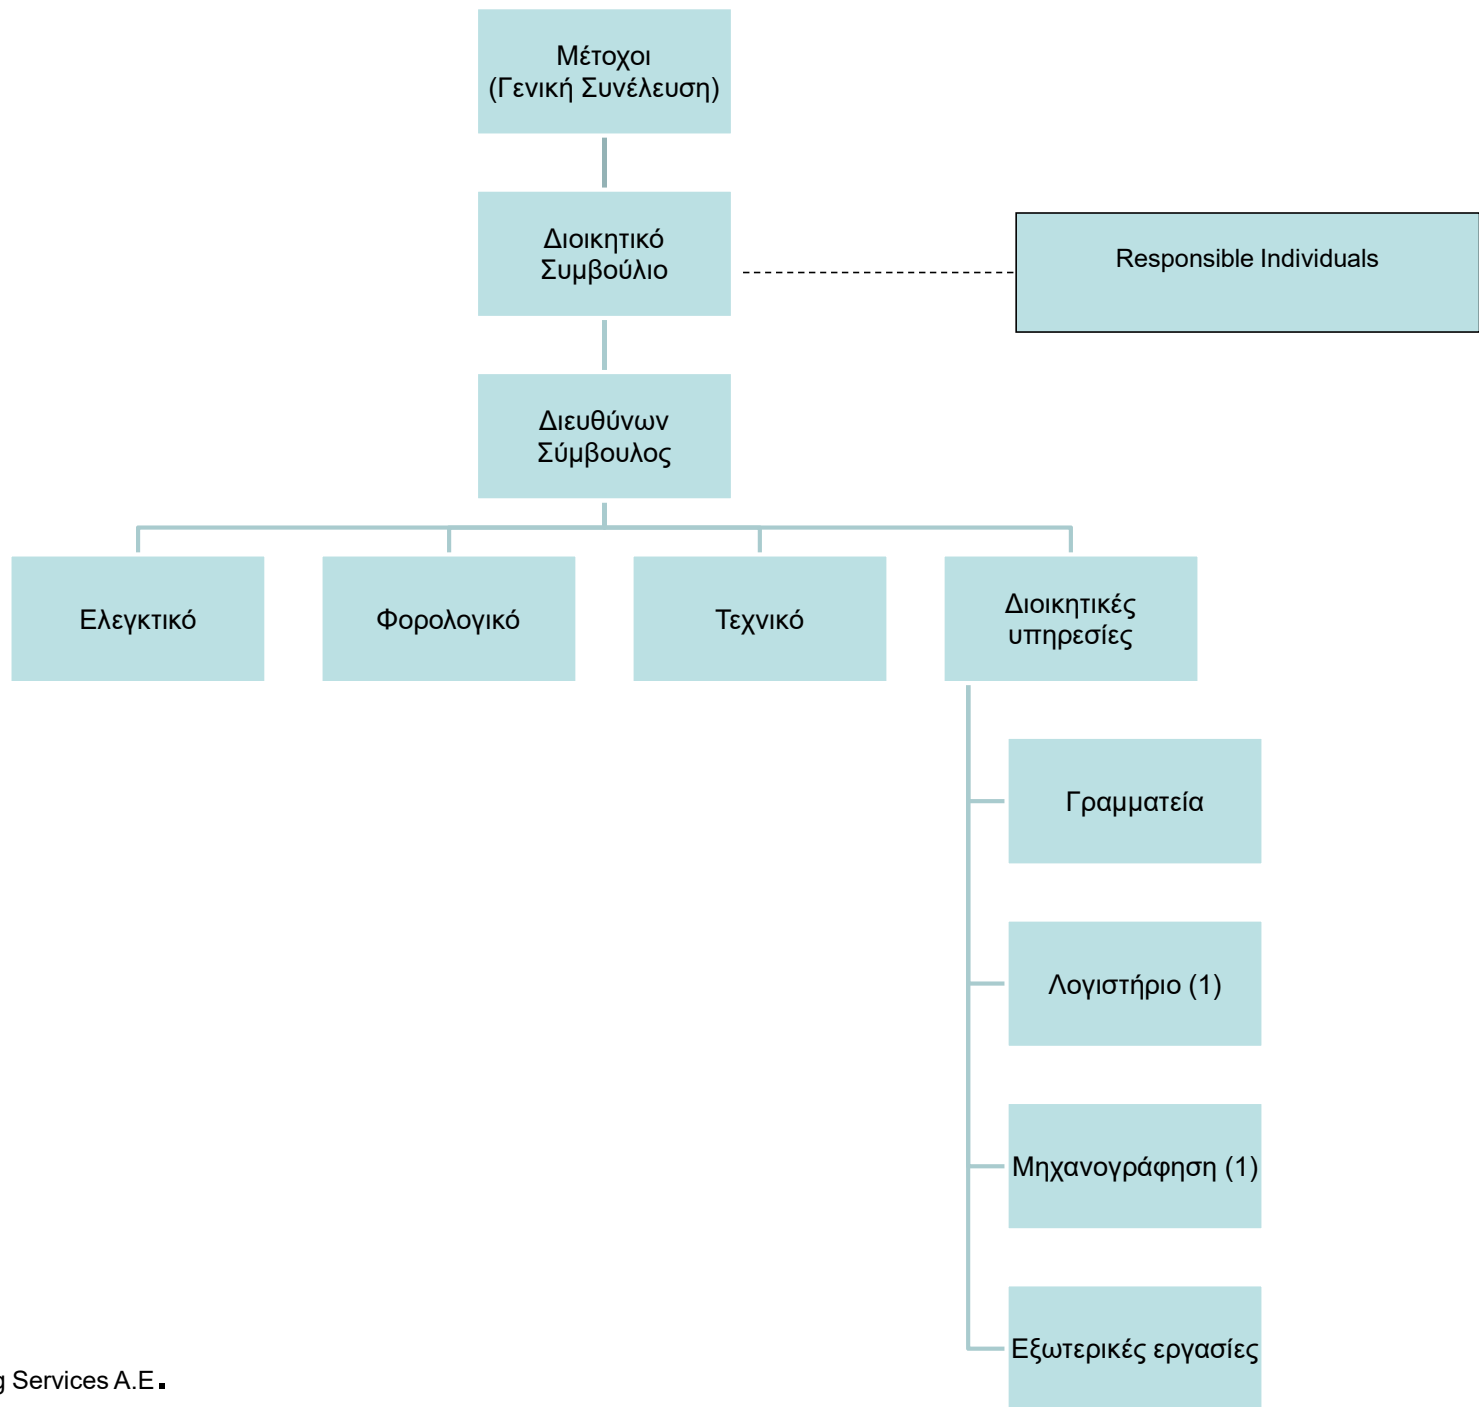 Μέτοχοι
(Γενική Συνέλευση)
Διοικητικό
Συμβούλιο
Responsible Individuals
Διευθύνων
Σύμβουλος
Ελεγκτικό
Φορολογικό
Τεχνικό
Διοικητικές
υπηρεσίες
Γραμματεία
Λογιστήριο (1)
Μηχανογράφηση (1)
Εξωτερικές εργασίες
Services A.E.